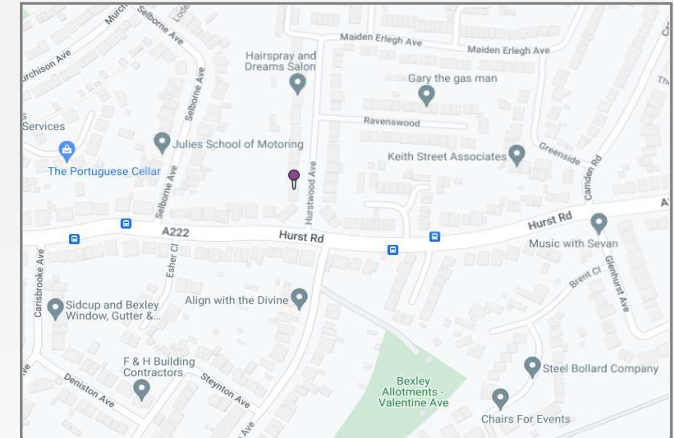 Selborne Ave
Maiden Erlegh Ave
Maiden Erlegh Ave
Hairspray and
Dreams Salon
Gary the gas man
Selborne Ave
Ravenswood
Services
Julies School of Motoring
Keith Street Associates
Greenside
The Portuguese Cellar
Selborne Ave
Hurstwood Ave
Camden Rd
A222
Hurst Rd
Hurst Rd
Music with Sevan
Carisbrooke Ave
Esher Cl
Brent Cl
Glenhurst Ave
Sidcup and Bexley
Window, Gutter &...
Align with the Divine
F & H Building
Contractors
Deniston Ave
Steynton Ave
Steel Bollard Company
Bexley
Allotments -
Valentine Ave
Chairs For Events